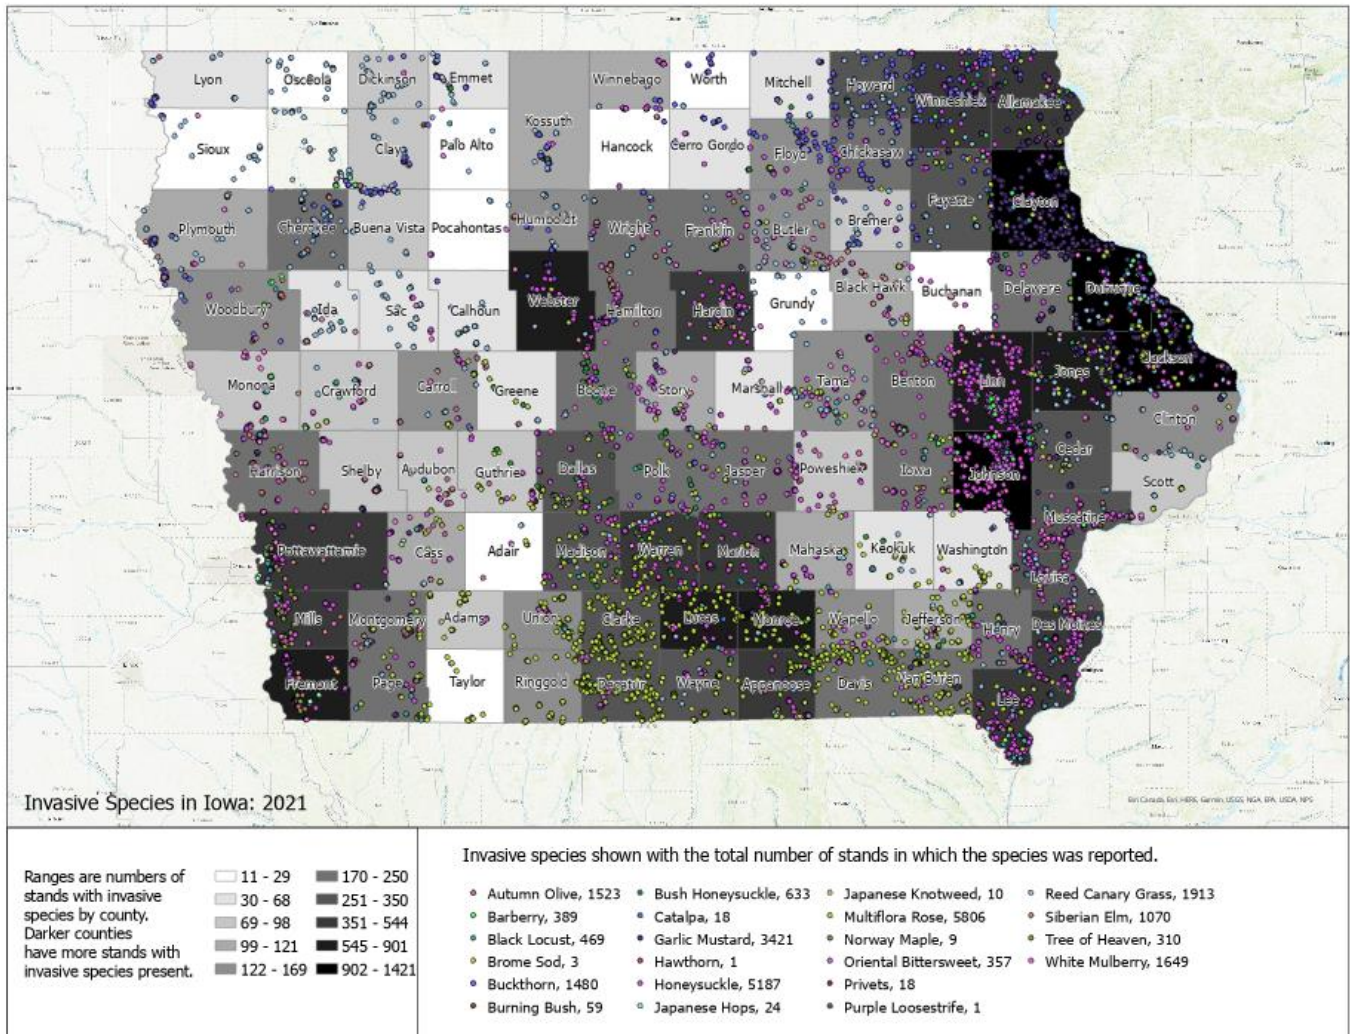 Lyon
Osceola
Dickinson
Emmet
Winnebago
Worth
Mitchell
Howard
Winneshiek
Allamakee
Kossuth
Sioux
Clay
Palo Alto
Hancock
Cerro Gordo
Floyd
Chickasaw
Plymouth
Cherokee
Buena Vista
Pocahontas
Humboldt
Wright
Franklin
Butler
Bremer
Fayette
Clayton
Woodbury
Ida
Sac
Calhoun
Webster
Hamilton
Hardin
Grundy
Black Hawk
Buchanan
Delaware
Dubuque
Monona
Crawford
Carroll
Greene
Boone
Story
Marshall
Tama
Benton
Linn
Jones
Jackson
Harrison
Shelby
Audubon
Guthrie
Dallas
Polk
Jasper
Poweshiek
Iowa
Johnson
Cedar
Clinton
Scott
Muscatine
Pottawattamie
Cass
Adair
Madison
Warren
Marion
Mahaska
Keokuk
Washington
Louisa
Mills
Montgomery
Adams
Union
Clarke
Lucas
Monroe
Wapello
Jefferson
Henry
Des Moines
Fremont
Page
Taylor
Ringgold
Decatur
Wayne
Appanoose
Davis
Van Buren
Lee
Invasive Species in Iowa: 2021
Esri Canada, Esri, HERE, Garmin, USGS, NGA, EPA, USDA, NPS
Ranges are numbers of
stands with invasive
species by county.
Darker counties
have more stands with
invasive species present.
11 - 29
30 - 68
69 - 98
99 - 121
122 - 169
170 - 250
251 - 350
351 - 544
545 - 901
902 - 1421
Invasive species shown with the total number of stands in which the species was reported.
Autumn Olive, 1523
Barberry, 389
Black Locust, 469
Brome Sod, 3
Buckthorn, 1480
Burning Bush, 59
Bush Honeysuckle, 633
Catalpa, 18
Garlic Mustard, 3421
Hawthorn, 1
Honeysuckle, 5187
Japanese Hops, 24
Japanese Knotweed, 10
Multiflora Rose, 5806
Norway Maple, 9
Oriental Bittersweet, 357
Privets, 18
Purple Loosestrife, 1
Reed Canary Grass, 1913
Siberian Elm, 1070
Tree of Heaven, 310
White Mulberry, 1649